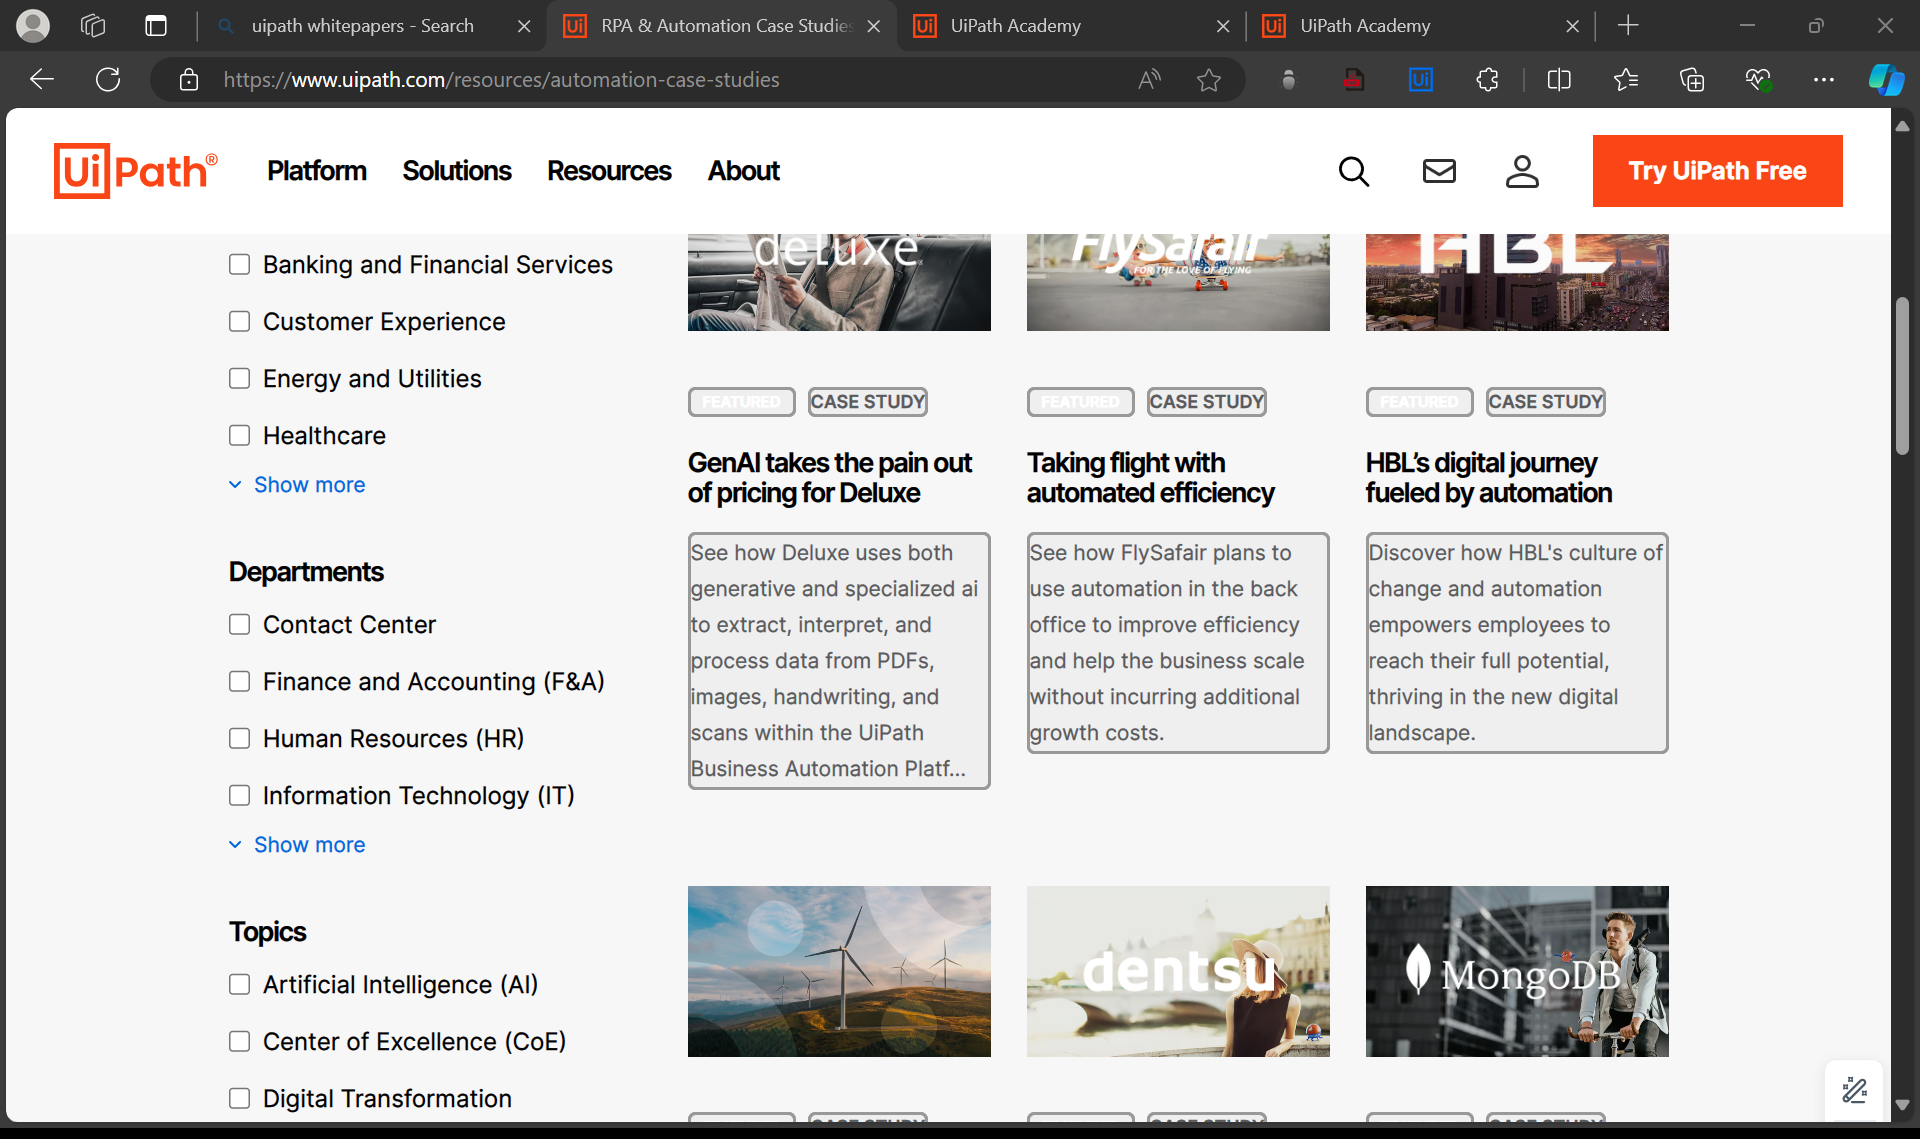 uipath whitepapers - Search
RPA & Automation Case Studies
UiPath Academy
UiPath Academy
https://www.uipath.com/resources/automation-case-studies
UiPath®
Platform
Solutions
Resources
About
Try UiPath Free
Banking and Financial Services
Customer Experience
Energy and Utilities
Healthcare
Show more
Departments
Contact Center
Finance and Accounting (F&A)
Human Resources (HR)
Information Technology (IT)
Show more
Topics
Artificial Intelligence (AI)
Center of Excellence (CoE)
Digital Transformation
deluxe
FEATURED CASE STUDY
GenAI takes the pain out
of pricing for Deluxe
See how Deluxe uses both
generative and specialized ai
to extract, interpret, and
process data from PDFs,
images, handwriting, and
scans within the UiPath
Business Automation Platf...
FlySafair
FOR THE LOVE OF FLYING
FEATURED CASE STUDY
Taking flight with
automated efficiency
See how FlySafair plans to
use automation in the back
office to improve efficiency
and help the business scale
without incurring additional
growth costs.
HBL
FEATURED CASE STUDY
HBL's digital journey
fueled by automation
Discover how HBL's culture of
change and automation
empowers employees to
reach their full potential,
thriving in the new digital
landscape.
dentsu
MongoDB
CASE STUDY
CASE STUDY
CASE STUDY